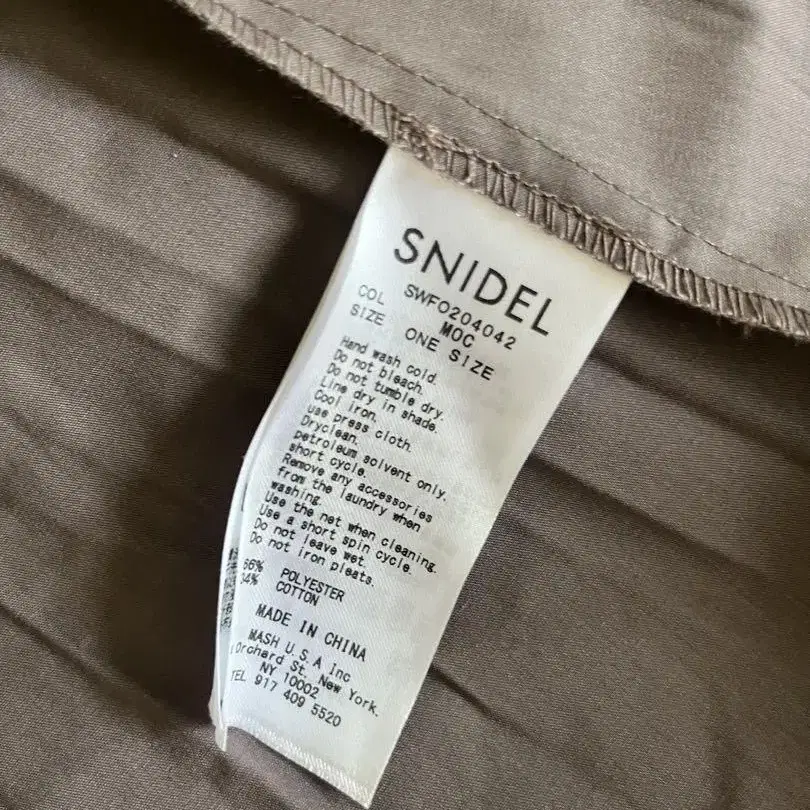 SNIDEL
SWFO204042
COL MOC
SIZE ONE SIZE
Hand wash cold.
Do not bleach.
Do not tumble dry.
Line dry in shade.
Cool iron.
use press cloth.
Dryclean.
petroleum solvent only.
short cycle.
Remove any accessories
from the laundry when
washing.
Use the net when cleaning.
Use a short spin cycle.
Do not leave wet.
Do not iron pleats.
66% POLYESTER
34% COTTON
MADE IN CHINA
MASH U.S.A Inc
Orchard St. New York.
NY 10002
TEL 917 409 5520